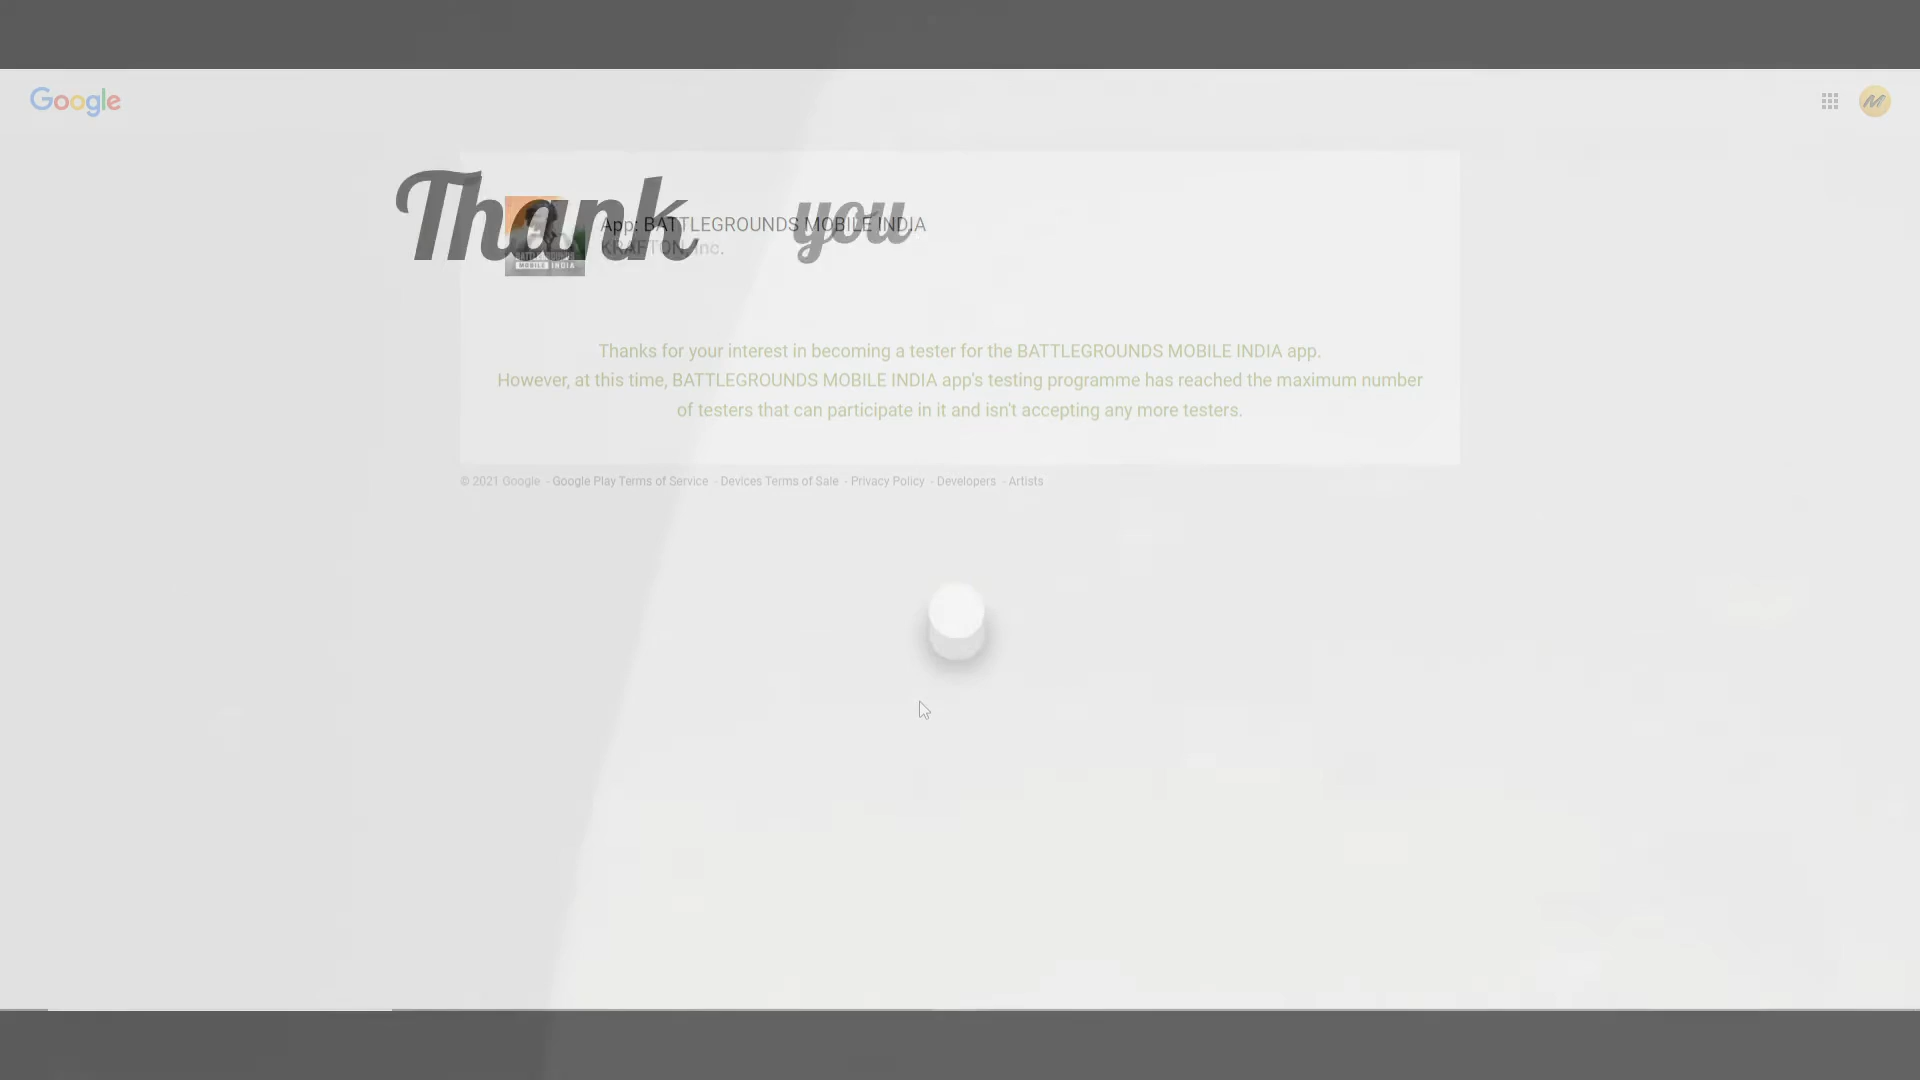 Google
Thank you
App: BATTLEGROUNDS MOBILE INDIA
KRAFTON, Inc.
MOBILE INDIA
Thanks for your interest in becoming a tester for the BATTLEGROUNDS MOBILE INDIA app.
However, at this time, BATTLEGROUNDS MOBILE INDIA app's testing programme has reached the maximum number
of testers that can participate in it and isn't accepting any more testers.
© 2021 Google - Google Play Terms of Service - Devices Terms of Sale - Privacy Policy - Developers - Artists